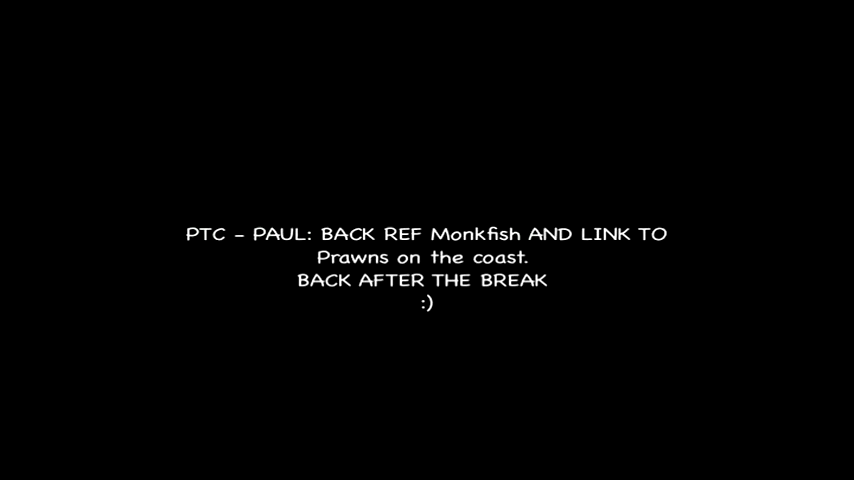 PTC - PAUL: BACK REF Monkfish AND LINK TO
Prawns on the coast.
BACK AFTER THE BREAK
:)